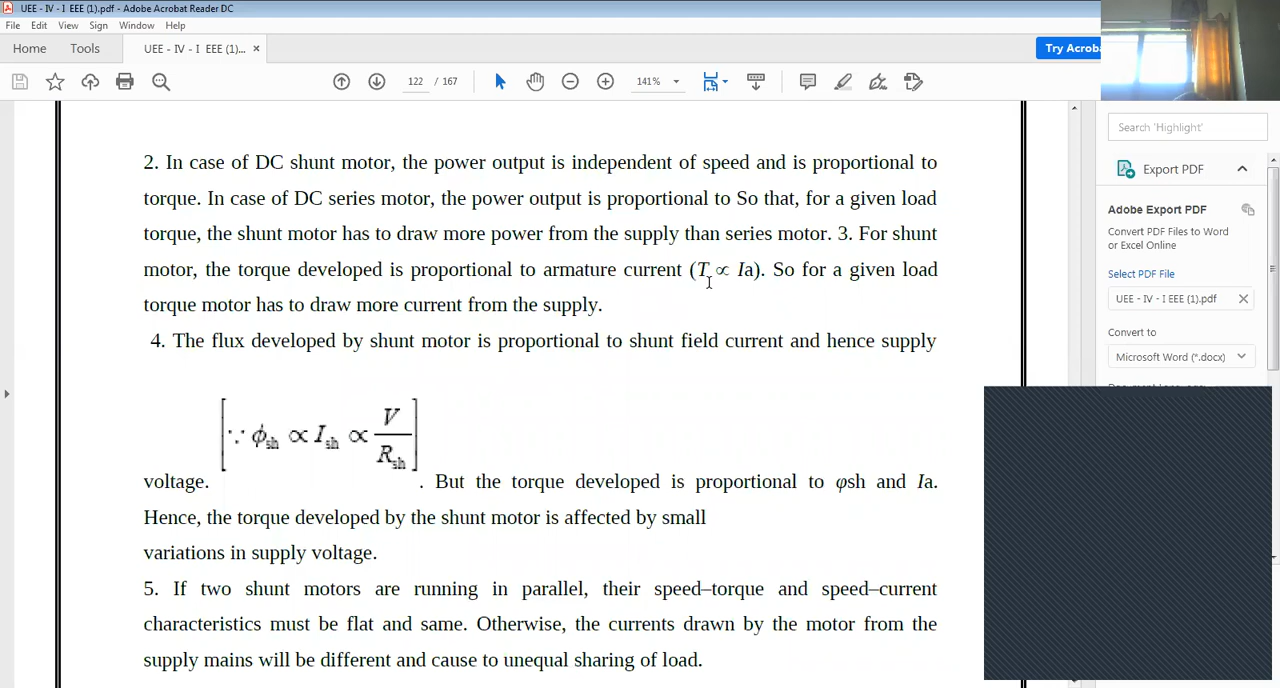 UEE - IV - I EEE (1).pdf - Adobe Acrobat Reader DC
File Edit View Sign Window Help
Home Tools UEE - IV - I EEE (1)... × Try Acroba
122 / 167 141%
2. In case of DC shunt motor, the power output is independent of speed and is proportional to
torque. In case of DC series motor, the power output is proportional to So that, for a given load
torque, the shunt motor has to draw more power from the supply than series motor. 3. For shunt
motor, the torque developed is proportional to armature current (T ∝ Ia). So for a given load
torque motor has to draw more current from the supply.
4. The flux developed by shunt motor is proportional to shunt field current and hence supply
voltage. [∵ ϕsh ∝ Ish ∝ V/Rsh] . But the torque developed is proportional to φsh and Ia.
Hence, the torque developed by the shunt motor is affected by small
variations in supply voltage.
5. If two shunt motors are running in parallel, their speed–torque and speed–current
characteristics must be flat and same. Otherwise, the currents drawn by the motor from the
supply mains will be different and cause to unequal sharing of load.
Search 'Highlight'
Export PDF
Adobe Export PDF
Convert PDF Files to Word
or Excel Online
Select PDF File
UEE - IV - I EEE (1).pdf ×
Convert to
Microsoft Word (*.docx)